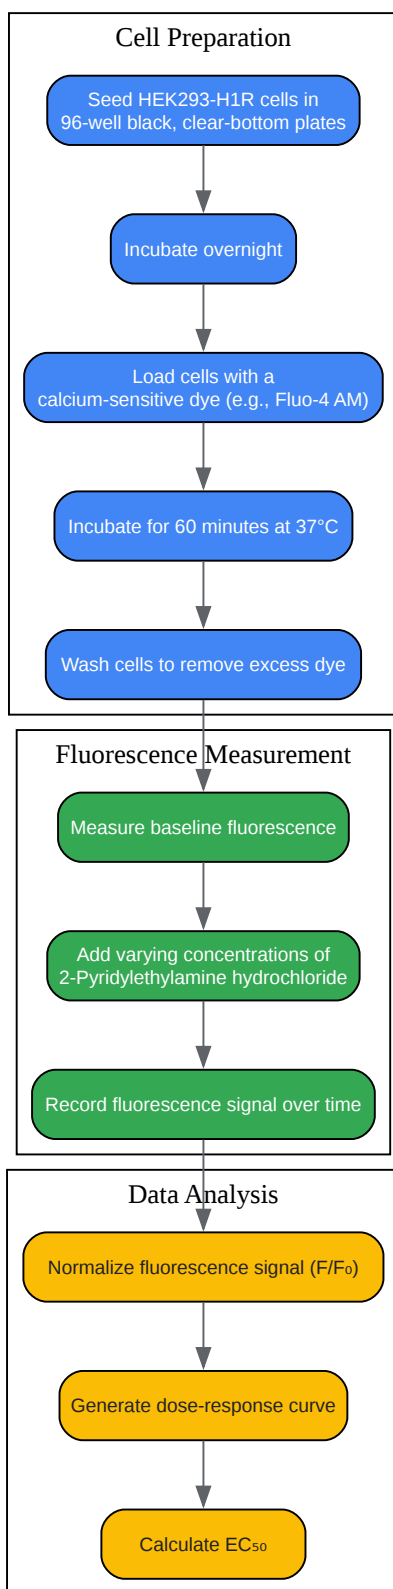 Cell Preparation
Seed HEK293-H1R cells in
96-well black, clear-bottom plates
Incubate overnight
Load cells with a
calcium-sensitive dye (e.g., Fluo-4 AM)
Incubate for 60 minutes at 37°C
Wash cells to remove excess dye
Fluorescence Measurement
Measure baseline fluorescence
Add varying concentrations of
2-Pyridylethylamine hydrochloride
Record fluorescence signal over time
Data Analysis
Normalize fluorescence signal (F/F₀)
Generate dose-response curve
Calculate EC₅₀